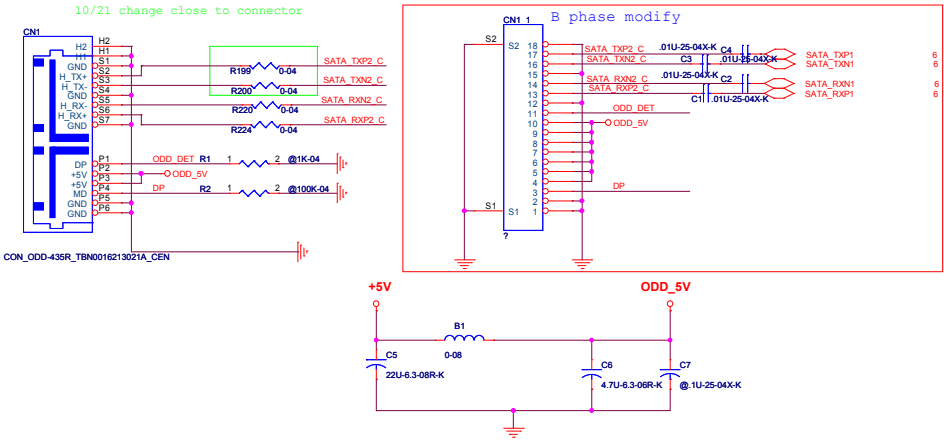 10/21 change close to connector
CN1
H2
H1
H2
H1
S1
GND
S2
H_TX+
S3
H_TX-
S4
GND
S5
H_RX-
S6
H_RX+
S7
GND
P1
DP
P2
+5V
P3
+5V
P4
MD
P5
GND
P6
GND
CON_ODD-435R_TBN0016213021A_CEN
R199 0-04 SATA_TXP2_C
R200 0-04 SATA_TXN2_C
R220 0-04 SATA_RXN2_C
R224 0-04 SATA_RXP2_C
ODD_DET R1 1 2 @1K-04
ODD_5V
DP R2 1 2 @100K-04
CN1 1 B phase modify
S2 S2
S1 S1
18
17
16
15
14
13
12
11
10
9
8
7
6
5
4
3
2
1
?
SATA_TXP2_C .01U-25-04X-K C4 SATA_TXP1 6
SATA_TXN2_C C3 .01U-25-04X-K SATA_TXN1 6
.01U-25-04X-K
SATA_RXN2_C C2 SATA_RXN1 6
SATA_RXP2_C C1 .01U-25-04X-K SATA_RXP1 6
ODD_DET
ODD_5V
DP
+5V
ODD_5V
B1
0-08
C5
22U-6.3-08R-K
C6
4.7U-6.3-06R-K
C7
@.1U-25-04X-K